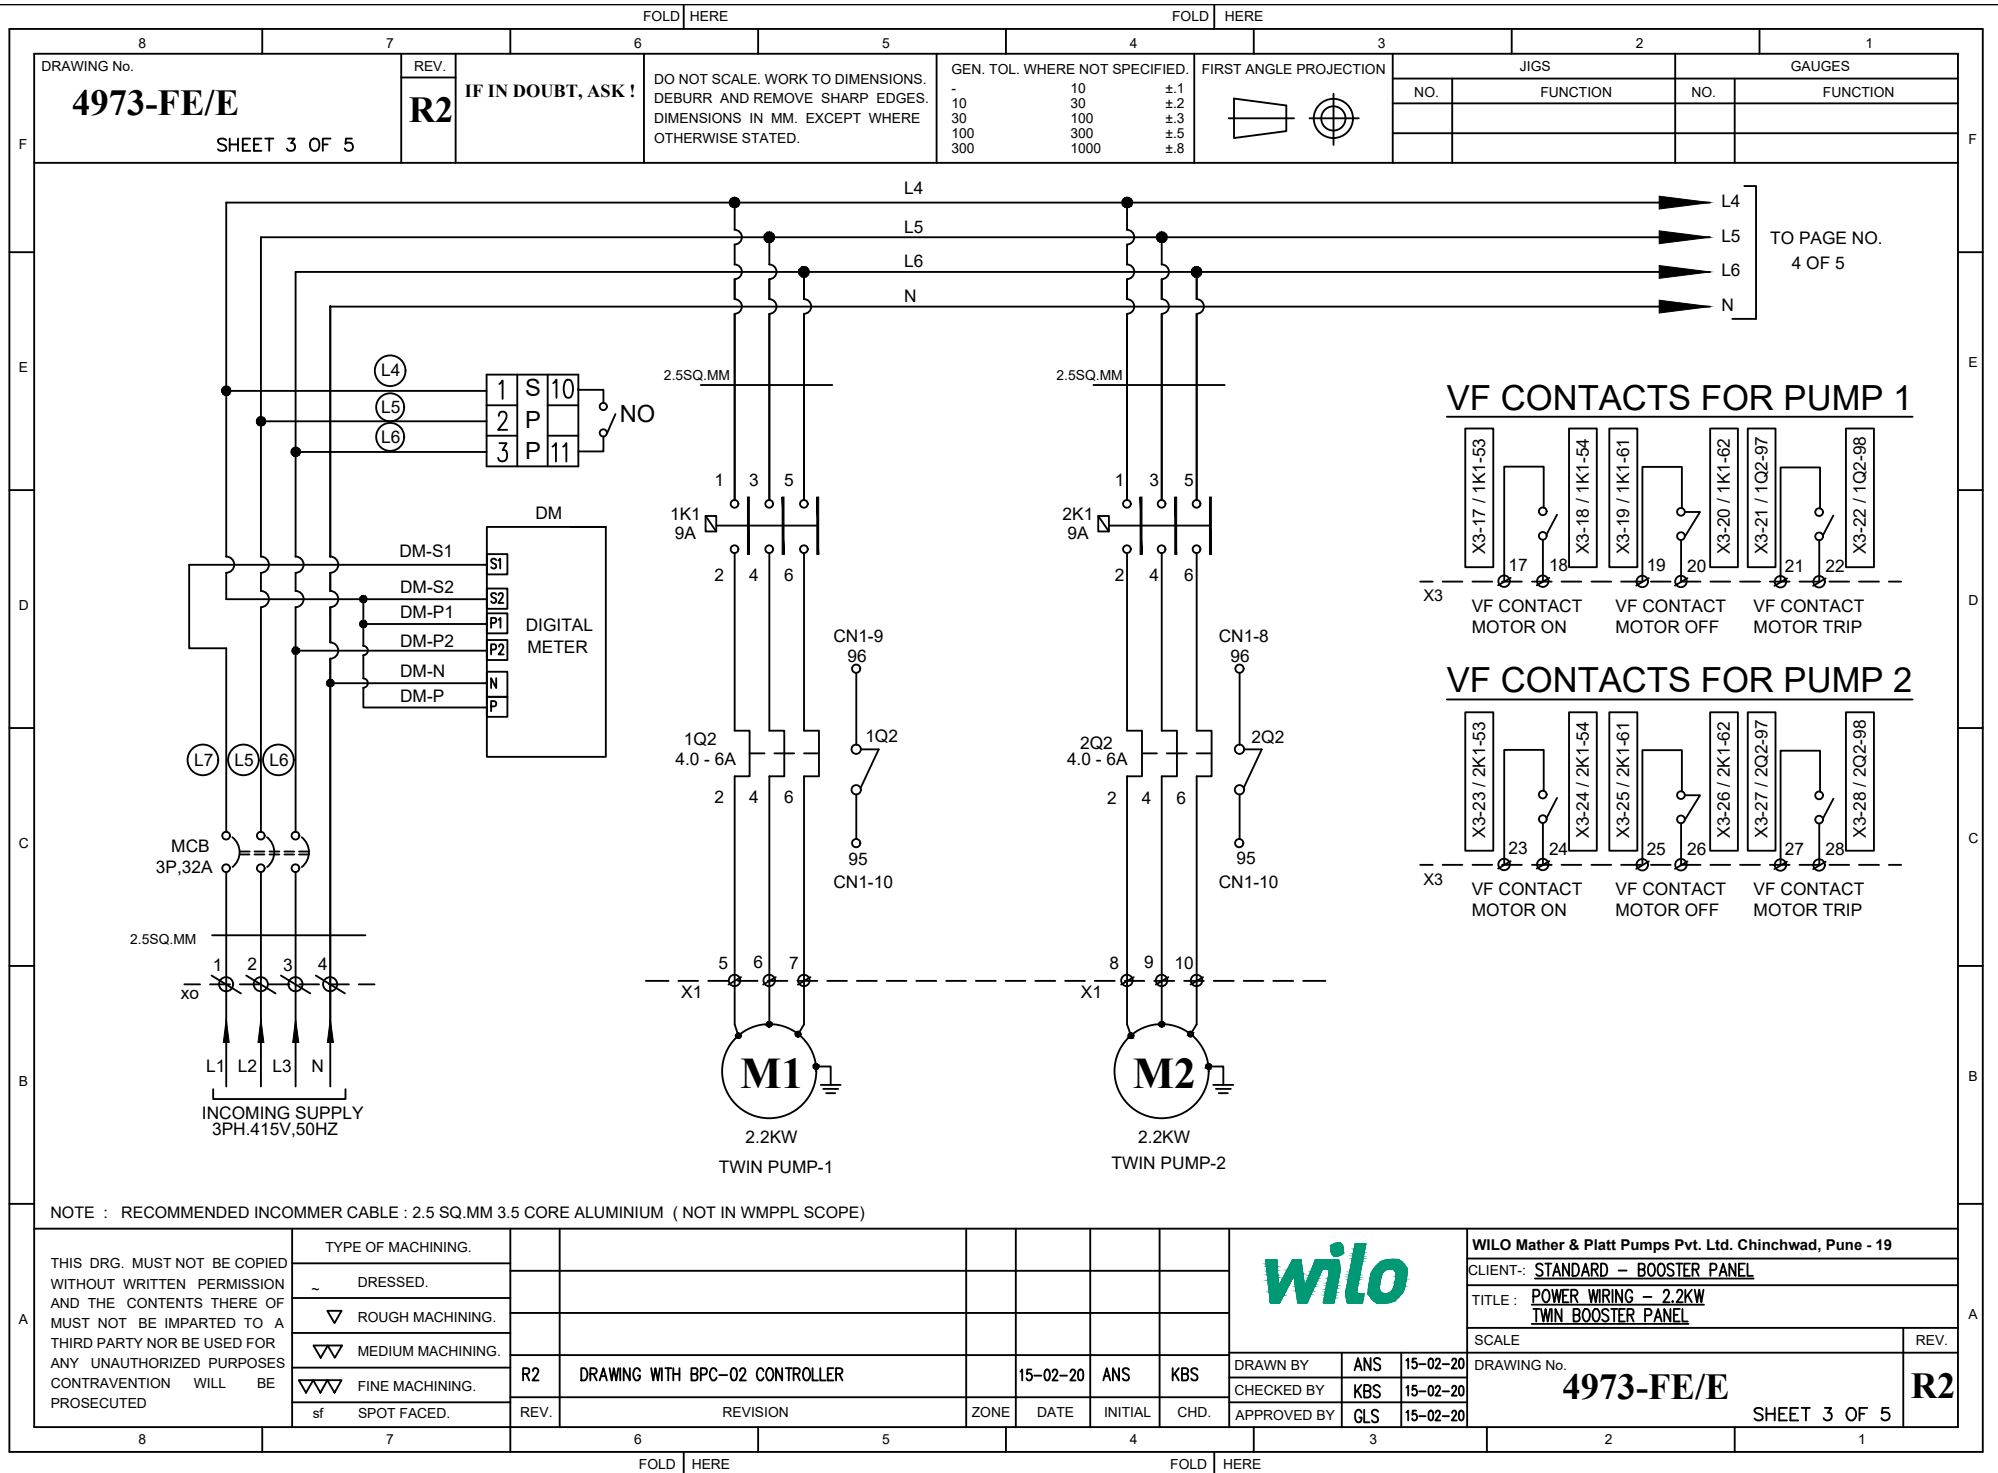 FOLD HERE
FOLD HERE
8 7 6 5 4 3 2 1
DRAWING No.
4973-FE/E
SHEET 3 OF 5
REV.
R2
IF IN DOUBT, ASK !
DO NOT SCALE. WORK TO DIMENSIONS.
DEBURR AND REMOVE SHARP EDGES.
DIMENSIONS IN MM. EXCEPT WHERE
OTHERWISE STATED.
GEN. TOL. WHERE NOT SPECIFIED.
- 10 ±.1
10 30 ±.2
30 100 ±.3
100 300 ±.5
300 1000 ±.8
FIRST ANGLE PROJECTION
JIGS
GAUGES
NO. FUNCTION NO. FUNCTION
F F
E E
D D
C C
B B
A A
L4
L5
L6
N
L4
L5
L6
N
TO PAGE NO.
4 OF 5
L4
L5
L6
1 S 10
2 P
3 P 11
NO
DM
DM-S1
DM-S2
DM-P1
DM-P2
DM-N
DM-P
S1
S2
P1
P2
N
P
DIGITAL
METER
L7 L5 L6
MCB
3P,32A
2.5SQ.MM
1 2 3 4
XO
L1 L2 L3 N
INCOMING SUPPLY
3PH.415V,50HZ
2.5SQ.MM
1 3 5
1K1
9A
2 4 6
1Q2
4.0 - 6A
2 4 6
CN1-9
96
1Q2
95
CN1-10
5 6 7
X1
M1
2.2KW
TWIN PUMP-1
2.5SQ.MM
1 3 5
2K1
9A
2 4 6
2Q2
4.0 - 6A
2 4 6
CN1-8
96
2Q2
95
CN1-10
8 9 10
X1
M2
2.2KW
TWIN PUMP-2
VF CONTACTS FOR PUMP 1
X3-17 / 1K1-53
X3-18 / 1K1-54
X3-19 / 1K1-61
X3-20 / 1K1-62
X3-21 / 1Q2-97
X3-22 / 1Q2-98
17 18 19 20 21 22
X3
VF CONTACT
MOTOR ON
VF CONTACT
MOTOR OFF
VF CONTACT
MOTOR TRIP
VF CONTACTS FOR PUMP 2
X3-23 / 2K1-53
X3-24 / 2K1-54
X3-25 / 2K1-61
X3-26 / 2K1-62
X3-27 / 2Q2-97
X3-28 / 2Q2-98
23 24 25 26 27 28
X3
VF CONTACT
MOTOR ON
VF CONTACT
MOTOR OFF
VF CONTACT
MOTOR TRIP
NOTE : RECOMMENDED INCOMMER CABLE : 2.5 SQ.MM 3.5 CORE ALUMINIUM ( NOT IN WMPPL SCOPE)
THIS DRG. MUST NOT BE COPIED
WITHOUT WRITTEN PERMISSION
AND THE CONTENTS THERE OF
MUST NOT BE IMPARTED TO A
THIRD PARTY NOR BE USED FOR
ANY UNAUTHORIZED PURPOSES
CONTRAVENTION WILL BE
PROSECUTED
TYPE OF MACHINING.
~ DRESSED.
ROUGH MACHINING.
MEDIUM MACHINING.
FINE MACHINING.
sf SPOT FACED.
R2 DRAWING WITH BPC-02 CONTROLLER 15-02-20 ANS KBS
REV. REVISION ZONE DATE INITIAL CHD.
wilo
DRAWN BY ANS 15-02-20
CHECKED BY KBS 15-02-20
APPROVED BY GLS 15-02-20
WILO Mather & Platt Pumps Pvt. Ltd. Chinchwad, Pune - 19
CLIENT-: STANDARD - BOOSTER PANEL
TITLE : POWER WIRING - 2.2KW
TWIN BOOSTER PANEL
SCALE
REV.
DRAWING No.
4973-FE/E
R2
SHEET 3 OF 5
8 7 6 5 4 3 2 1
FOLD HERE
FOLD HERE